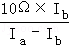 10Ω × I_b
I_a − I_b